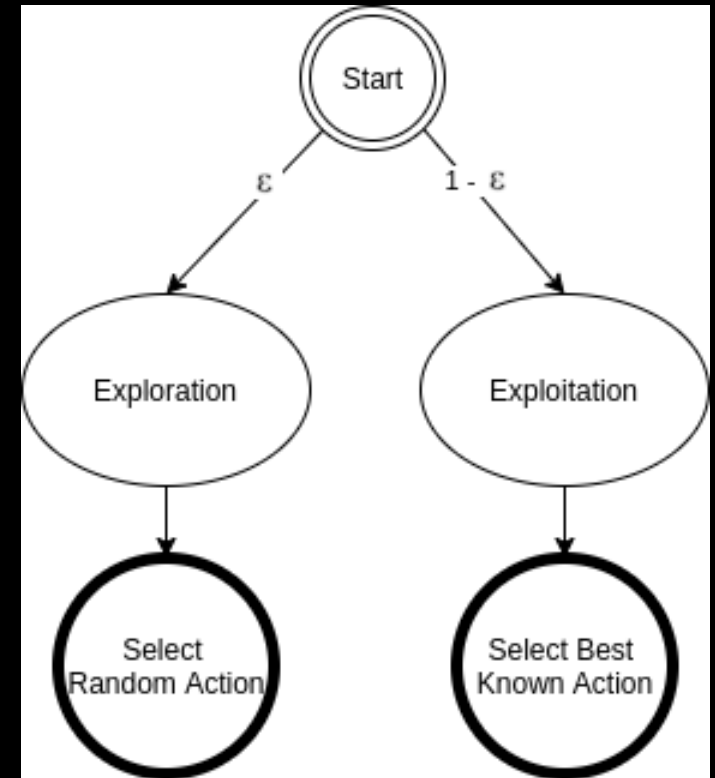 Start
ε
1 - ε
Exploration
Exploitation
Select
Random Action
Select Best
Known Action